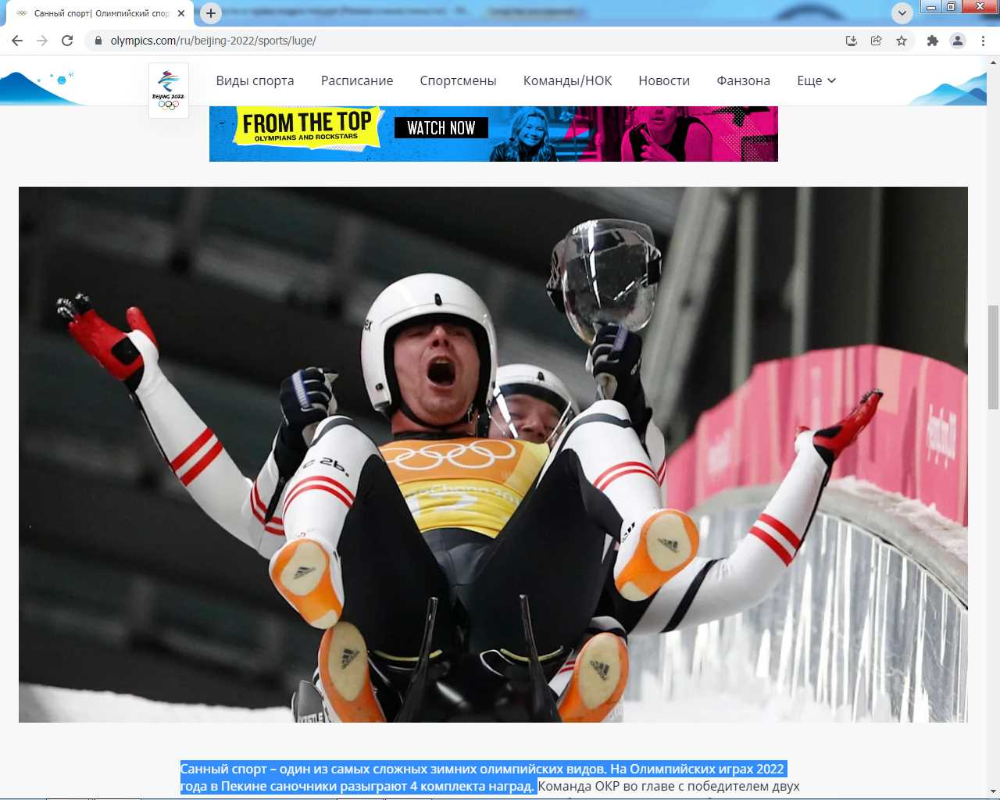 Санный спорт| Олимпийский спор
olympics.com/ru/beijing-2022/sports/luge/
BEIJING 2022
Виды спорта Расписание Спортсмены Команды/НОК Новости Фанзона Еще
FROM THE TOP
OLYMPIANS AND ROCKSTARS
WATCH NOW
uvex
adidas
Санный спорт – один из самых сложных зимних олимпийских видов. На Олимпийских играх 2022
года в Пекине саночники разыграют 4 комплекта наград. Команда ОКР во главе с победителем двух